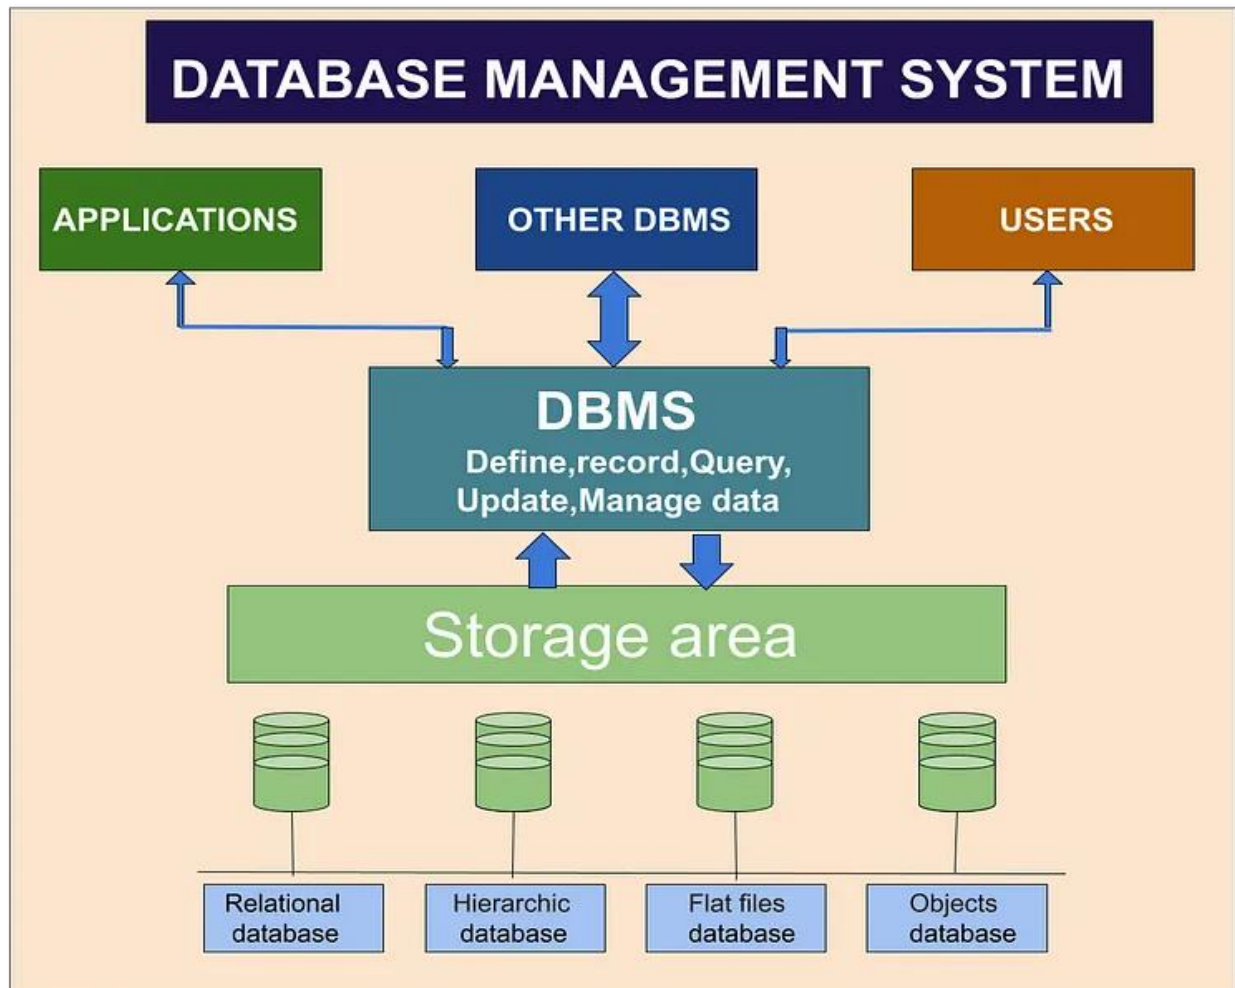 DATABASE MANAGEMENT SYSTEM
APPLICATIONS
OTHER DBMS
USERS
DBMS
Define,record,Query,
Update,Manage data
Storage area
Relational
database
Hierarchic
database
Flat files
database
Objects
database